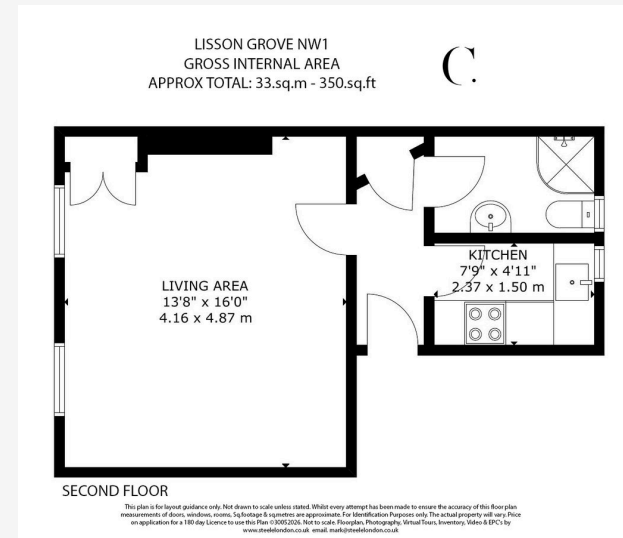 LISSON GROVE NW1
GROSS INTERNAL AREA
APPROX TOTAL: 33.sq.m - 350.sq.ft
C.
LIVING AREA
13'8" x 16'0"
4.16 x 4.87 m
KITCHEN
7'9" x 4'11"
2.37 x 1.50 m
SECOND FLOOR
This plan is for layout guidance only. Not drawn to scale unless stated. Whilst every attempt has been made to ensure the accuracy of this floor plan
measurements of doors, windows, rooms, Sq.footage & sq.metres are approximate. For Identification Purposes only. The actual property will vary. Price
on application for a 180 day Licence to use this Plan ©30052026. Not to scale. Floorplan, Photography, Virtual Tours, Inventory, Video & EPC's by
www.steelelondon.co.uk email. mark@steelelondon.co.uk